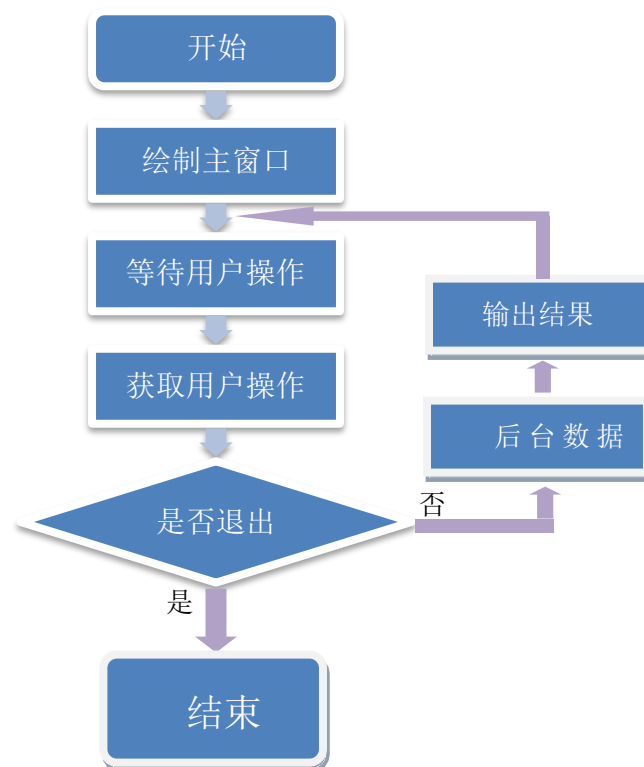 开始
绘制主窗口
等待用户操作
获取用户操作
是否退出
是
结束
否
后台数据
输出结果